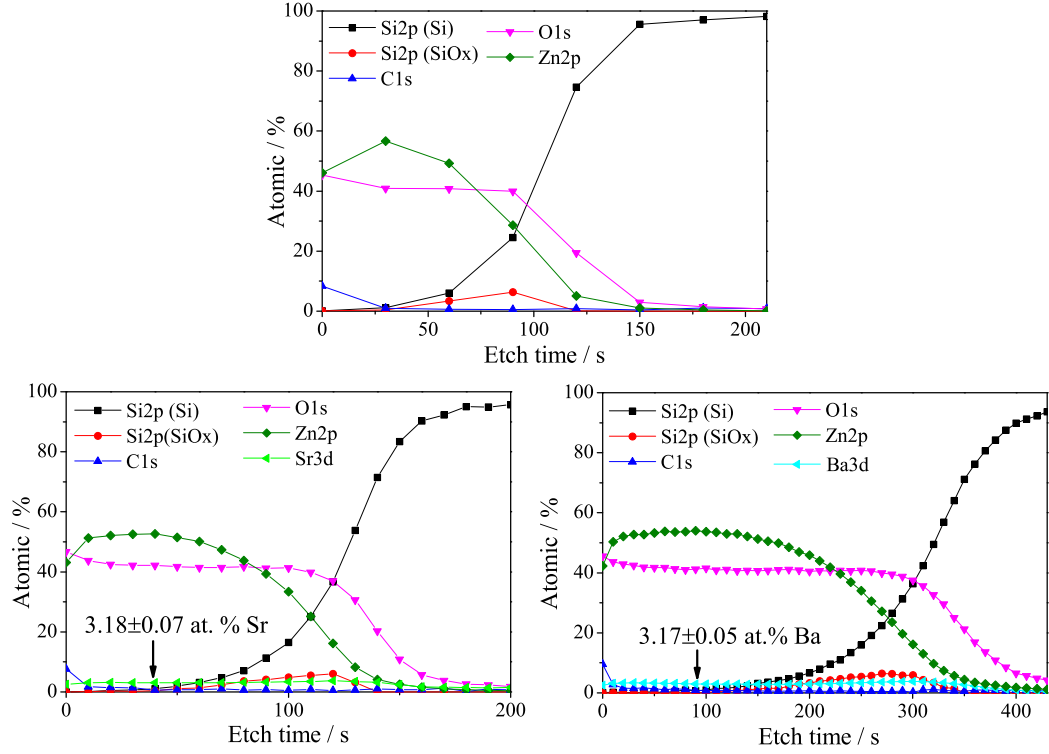 100
80
60
40
20
0
Atomic / %
Si2p (Si)
Si2p (SiOx)
C1s
O1s
Zn2p
0 50 100 150 200
Etch time / s
100
80
60
40
20
0
Atomic / %
Si2p (Si)
Si2p(SiOx)
C1s
O1s
Zn2p
Sr3d
3.18±0.07 at. % Sr
0 100 200
Etch time / s
100
80
60
40
20
0
Atomic / %
Si2p (Si)
Si2p (SiOx)
C1s
O1s
Zn2p
Ba3d
3.17±0.05 at.% Ba
0 100 200 300 400
Etch time / s